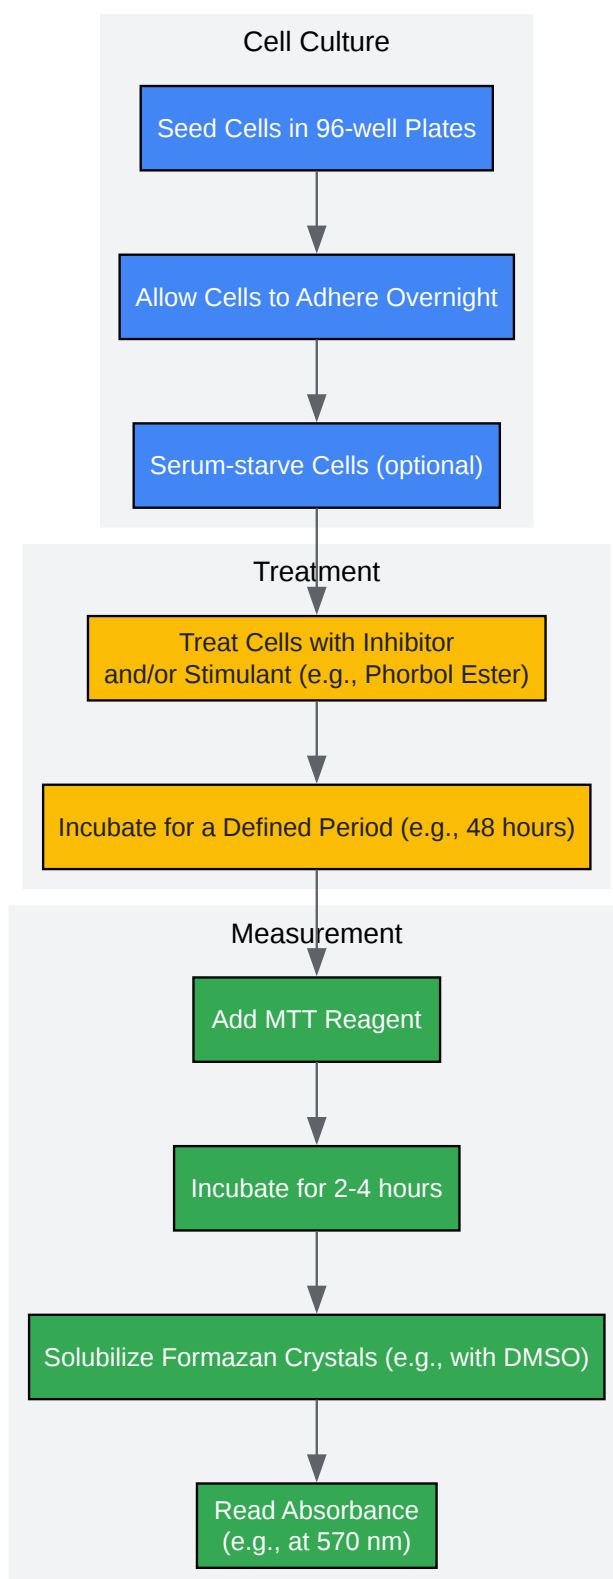 Cell Culture
Seed Cells in 96-well Plates
Allow Cells to Adhere Overnight
Serum-starve Cells (optional)
Treatment
Treat Cells with Inhibitor
and/or Stimulant (e.g., Phorbol Ester)
Incubate for a Defined Period (e.g., 48 hours)
Measurement
Add MTT Reagent
Incubate for 2-4 hours
Solubilize Formazan Crystals (e.g., with DMSO)
Read Absorbance
(e.g., at 570 nm)